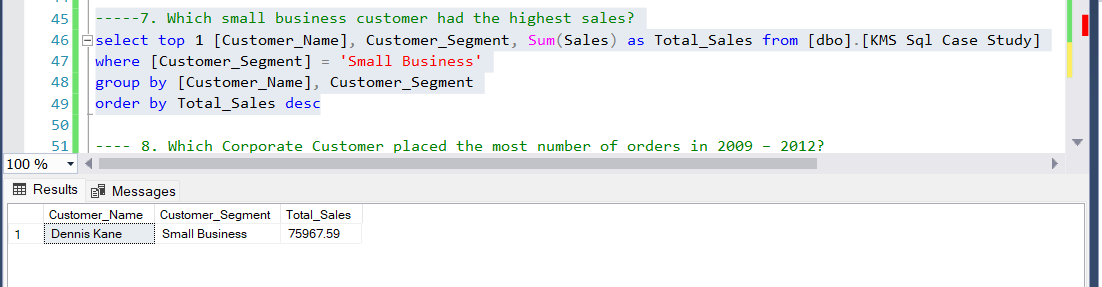 45 -----7. Which small business customer had the highest sales?
46 select top 1 [Customer_Name], Customer_Segment, Sum(Sales) as Total_Sales from [dbo].[KMS Sql Case Study]
47 where [Customer_Segment] = 'Small Business'
48 group by [Customer_Name], Customer_Segment
49 order by Total_Sales desc
50
51 ---- 8. Which Corporate Customer placed the most number of orders in 2009 – 2012?
100 %
Results Messages
Customer_Name Customer_Segment Total_Sales
1 Dennis Kane Small Business 75967.59